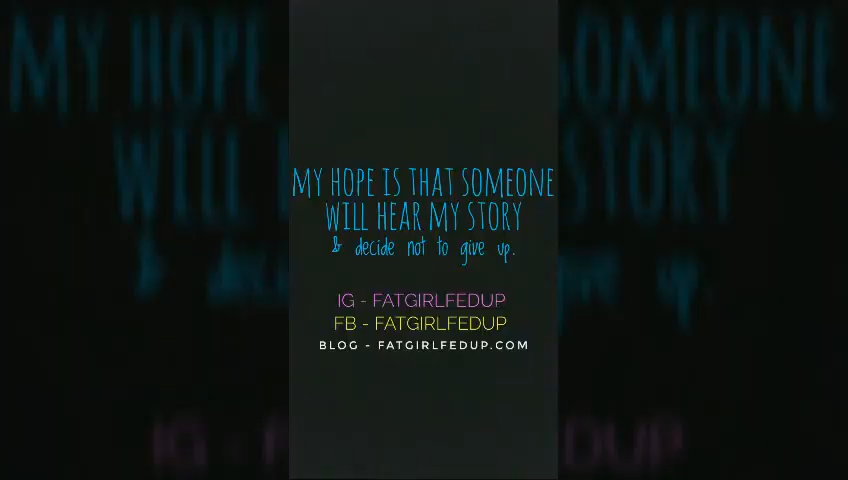 MY HOPE IS THAT SOMEONE
WILL HEAR MY STORY
& decide not to give up.
IG - FATGIRLFEDUP
FB - FATGIRLFEDUP
BLOG - FATGIRLFEDUP.COM